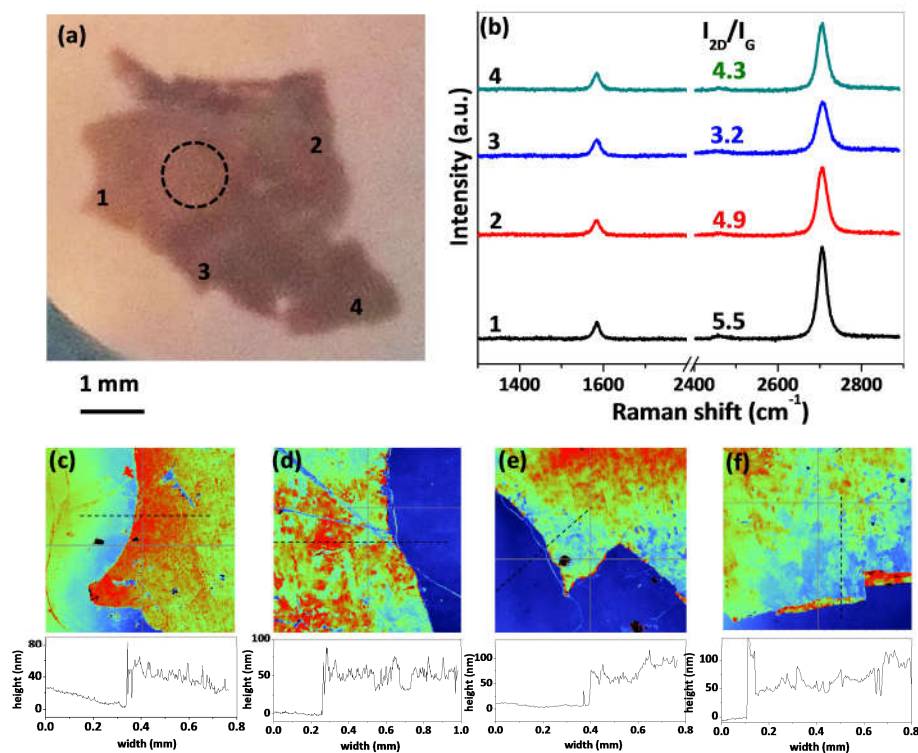 (a)
1
2
3
4
1 mm
(b)
I2D/IG
4
4.3
3
3.2
2
4.9
1
5.5
Intensity (a.u.)
1400 1600 2400 2600 2800
Raman shift (cm-1)
(c)
(d)
(e)
(f)
height (nm)
80
40
0
0.0 0.2 0.4 0.6 0.8
width (mm)
height (nm)
100
50
0
0.0 0.2 0.4 0.6 0.8 1.0
width (mm)
height (nm)
100
50
0
0.0 0.2 0.4 0.6 0.8
width (mm)
height (nm)
100
50
0
0.0 0.2 0.4 0.6 0.8
width (mm)